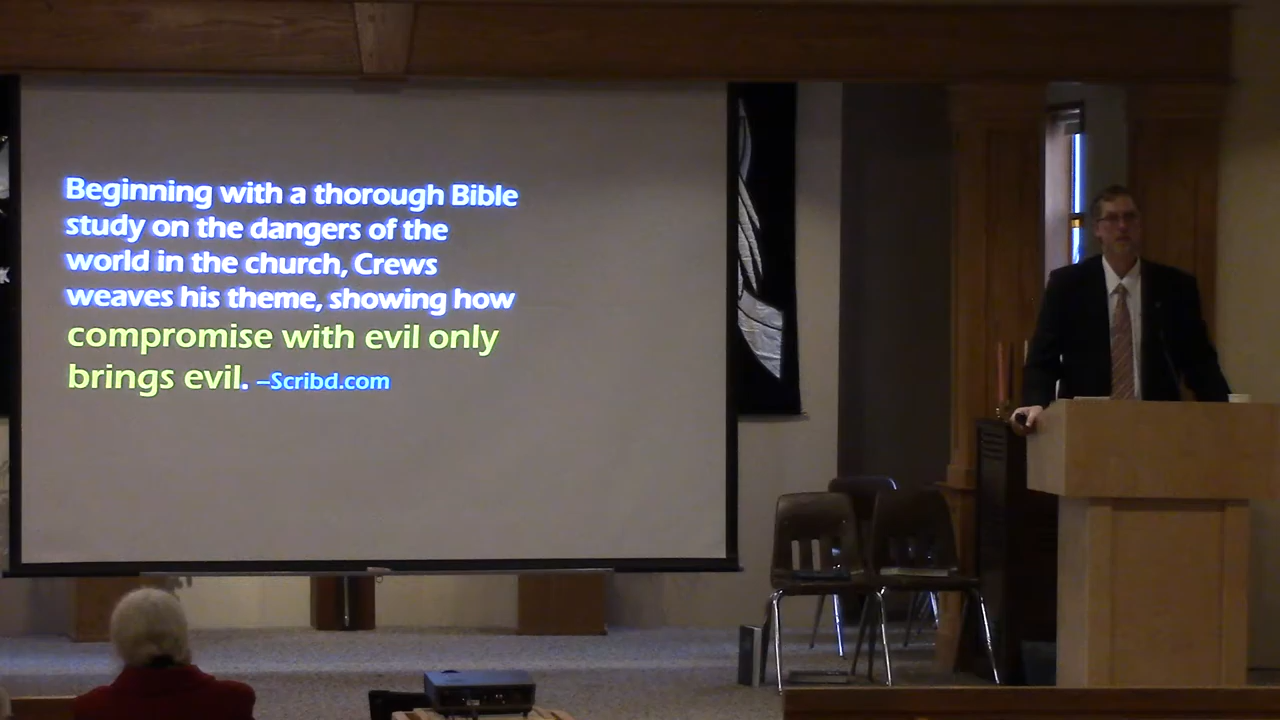 Beginning with a thorough Bible
study on the dangers of the
world in the church, Crews
weaves his theme, showing how
compromise with evil only
brings evil. –Scribd.com